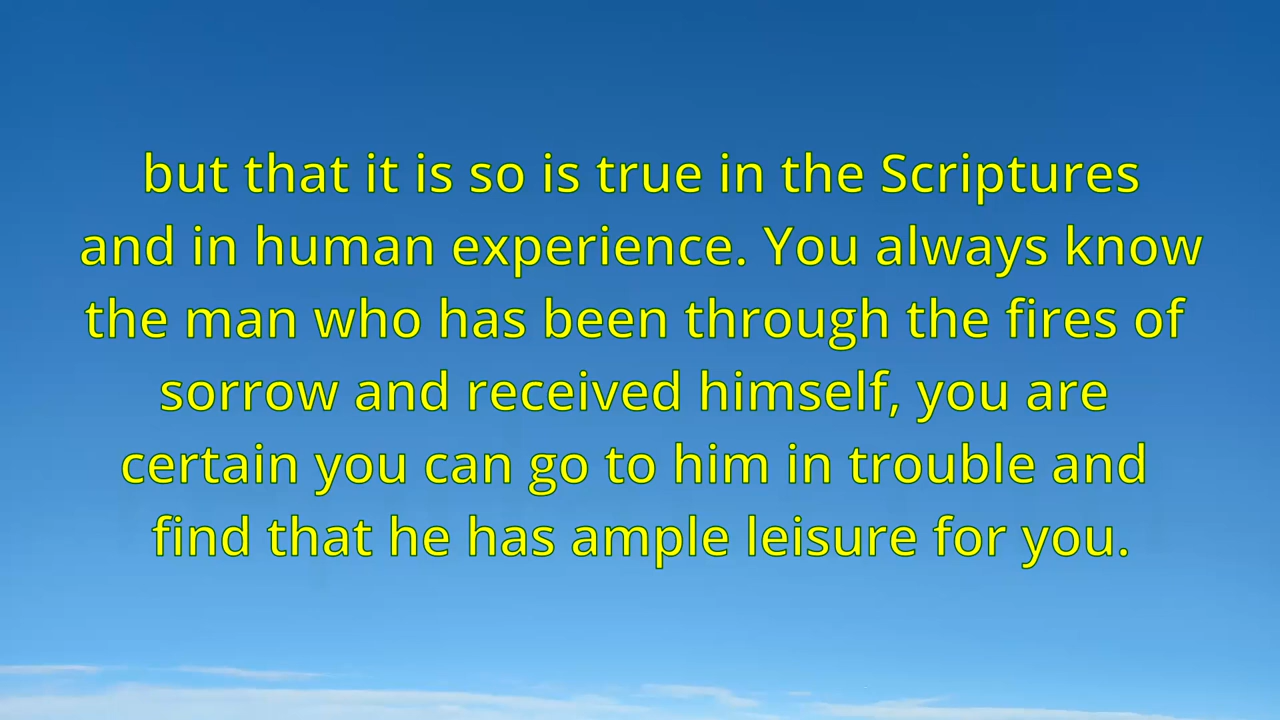 but that it is so is true in the Scriptures
and in human experience. You always know
the man who has been through the fires of
sorrow and received himself, you are
certain you can go to him in trouble and
find that he has ample leisure for you.